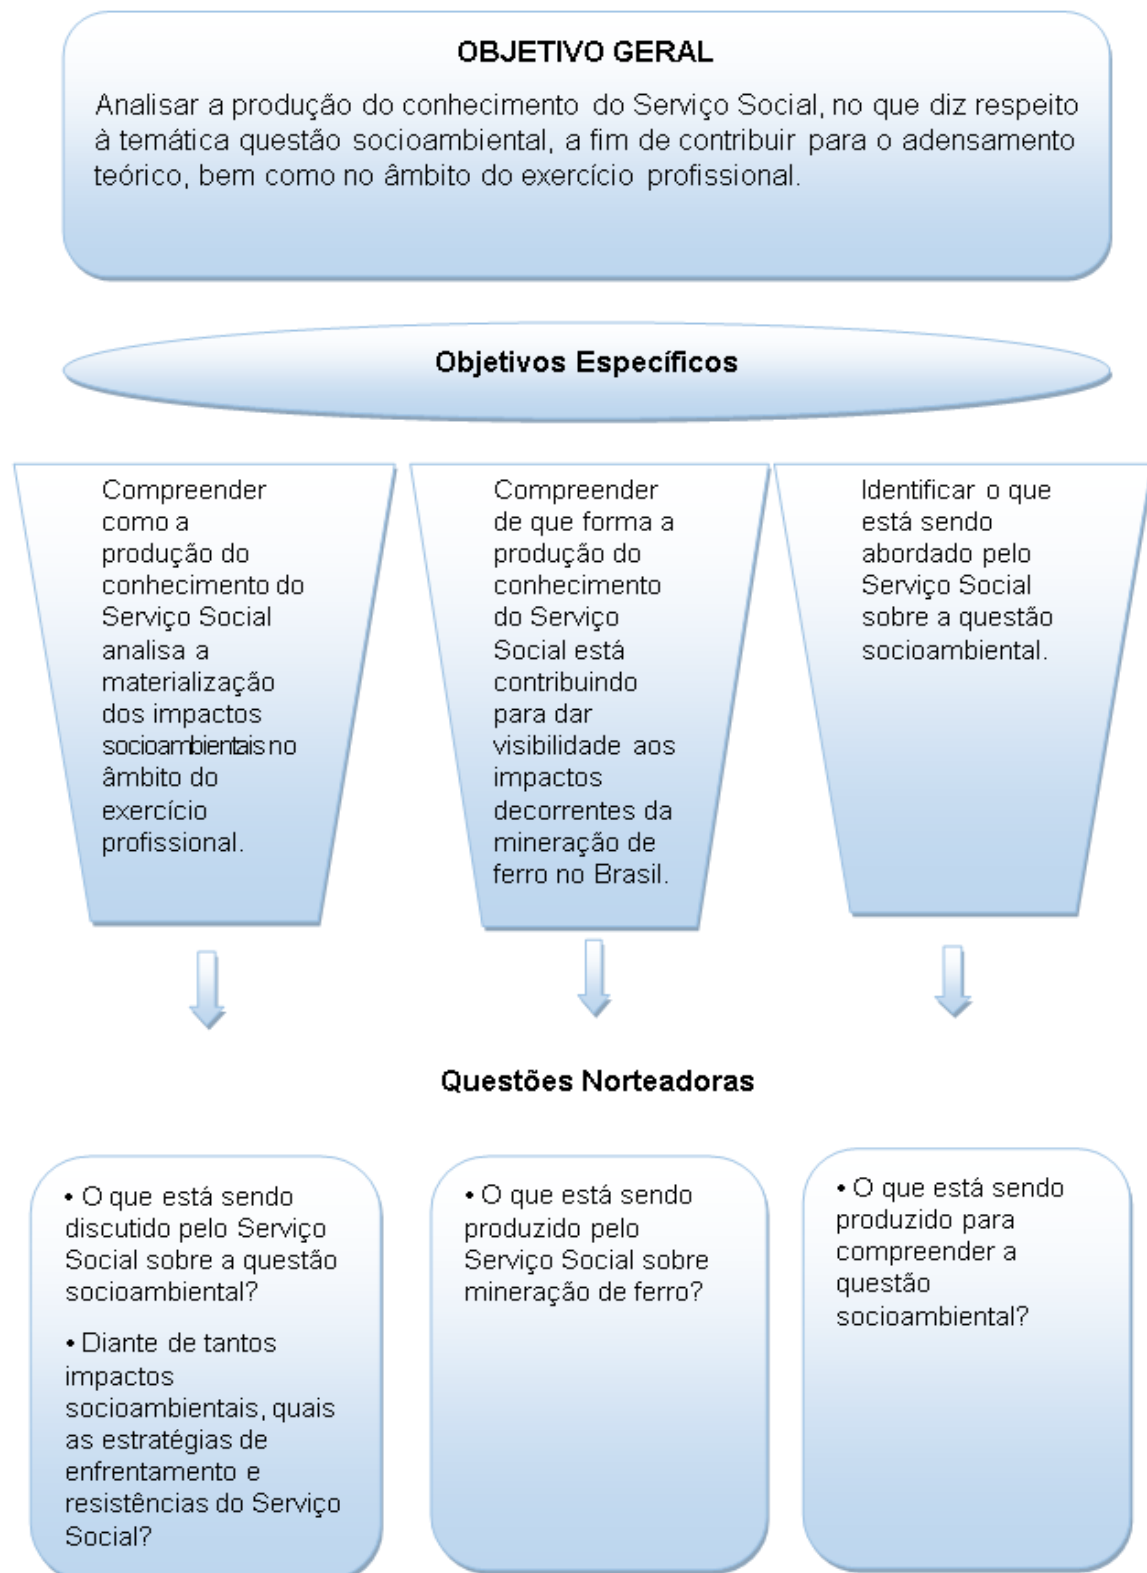 OBJETIVO GERAL
Analisar a produção do conhecimento do Serviço Social, no que diz respeito
à temática questão socioambiental, a fim de contribuir para o adensamento
teórico, bem como no âmbito do exercício profissional.
Objetivos Específicos
Compreender
como a
produção do
conhecimento do
Serviço Social
analisa a
materialização
dos impactos
socioambientais no
âmbito do
exercício
profissional.
Compreender
de que forma a
produção do
conhecimento
do Serviço
Social está
contribuindo
para dar
visibilidade aos
impactos
decorrentes da
mineração de
ferro no Brasil.
Identificar o que
está sendo
abordado pelo
Serviço Social
sobre a questão
socioambiental.
Questões Norteadoras
• O que está sendo
discutido pelo Serviço
Social sobre a questão
socioambiental?
• Diante de tantos
impactos
socioambientais, quais
as estratégias de
enfrentamento e
resistências do Serviço
Social?
• O que está sendo
produzido pelo
Serviço Social sobre
mineração de ferro?
• O que está sendo
produzido para
compreender a
questão
socioambiental?